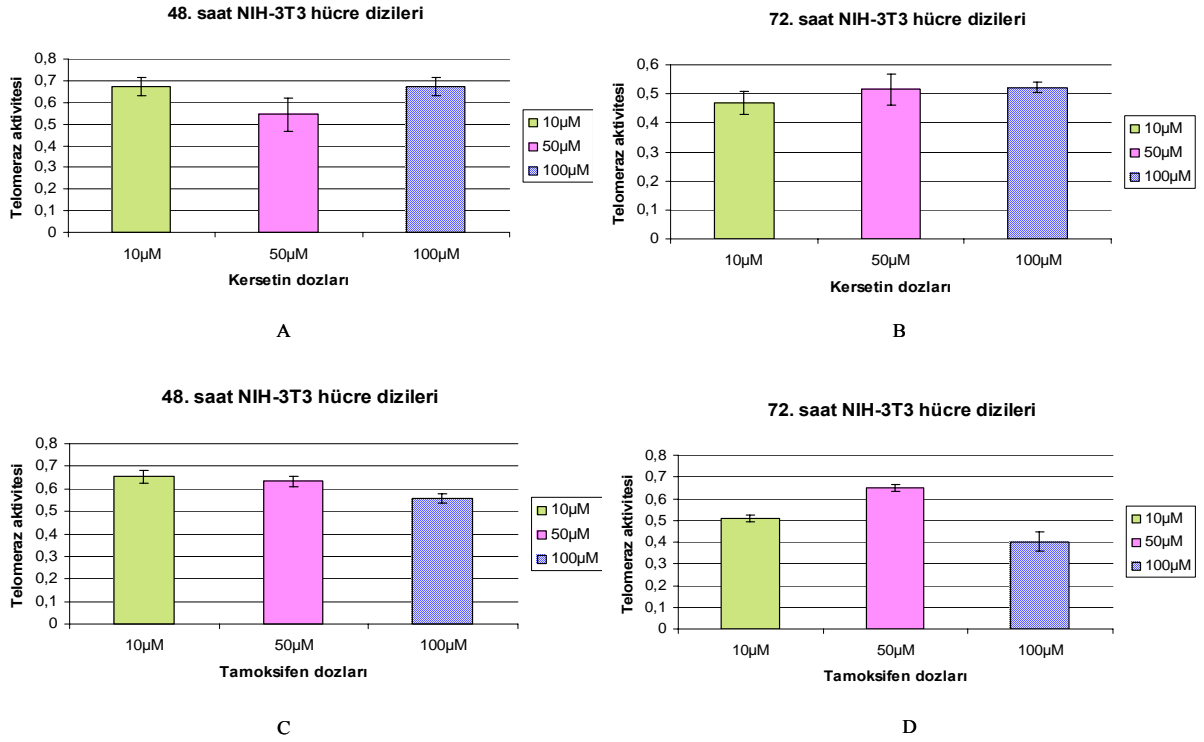 48. saat NIH-3T3 hücre dizileri
Telomeraz aktivitesi
0,8
0,7
0,6
0,5
0,4
0,3
0,2
0,1
0
10µM
50µM
100µM
Kersetin dozları
10µM
50µM
100µM
A
72. saat NIH-3T3 hücre dizileri
Telomeraz aktivitesi
0,6
0,5
0,4
0,3
0,2
0,1
0
10µM
50µM
100µM
Kersetin dozları
10µM
50µM
100µM
B
48. saat NIH-3T3 hücre dizileri
Telomeraz aktivitesi
0,8
0,7
0,6
0,5
0,4
0,3
0,2
0,1
0
10µM
50µM
100µM
Tamoksifen dozları
10µM
50µM
100µM
C
72. saat NIH-3T3 hücre dizileri
Telomeraz aktivitesi
0,8
0,7
0,6
0,5
0,4
0,3
0,2
0,1
0
10µM
50µM
100µM
Tamoksifen dozları
10µM
50µM
100µM
D